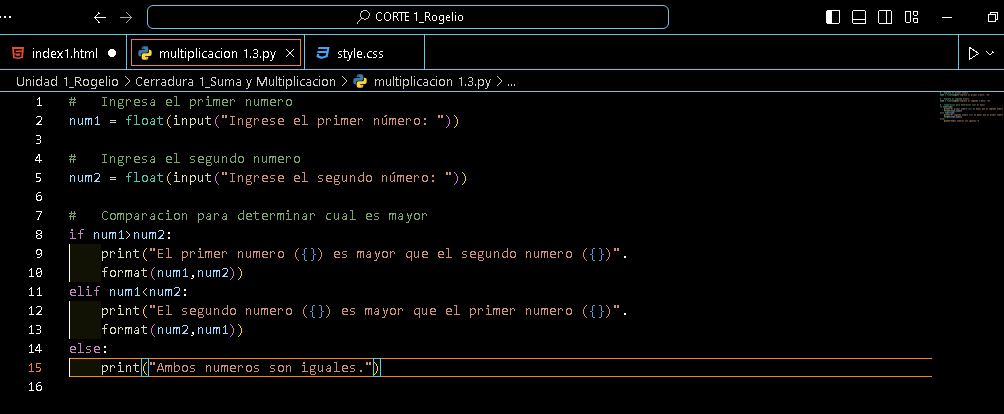 CORTE 1_Rogelio
index1.html
multiplicacion 1.3.py
style.css
Unidad 1_Rogelio > Cerradura 1_Suma y Multiplicacion > multiplicacion 1.3.py > ...
1 #   Ingresa el primer numero
2 num1 = float(input("Ingrese el primer número: "))
3
4 #   Ingresa el segundo numero
5 num2 = float(input("Ingrese el segundo número: "))
6
7 #   Comparacion para determinar cual es mayor
8 if num1>num2:
9     print("El primer numero ({}) es mayor que el segundo numero ({})".
10     format(num1,num2))
11 elif num1<num2:
12     print("El segundo numero ({}) es mayor que el primer numero ({})".
13     format(num2,num1))
14 else:
15     print("Ambos numeros son iguales.")
16